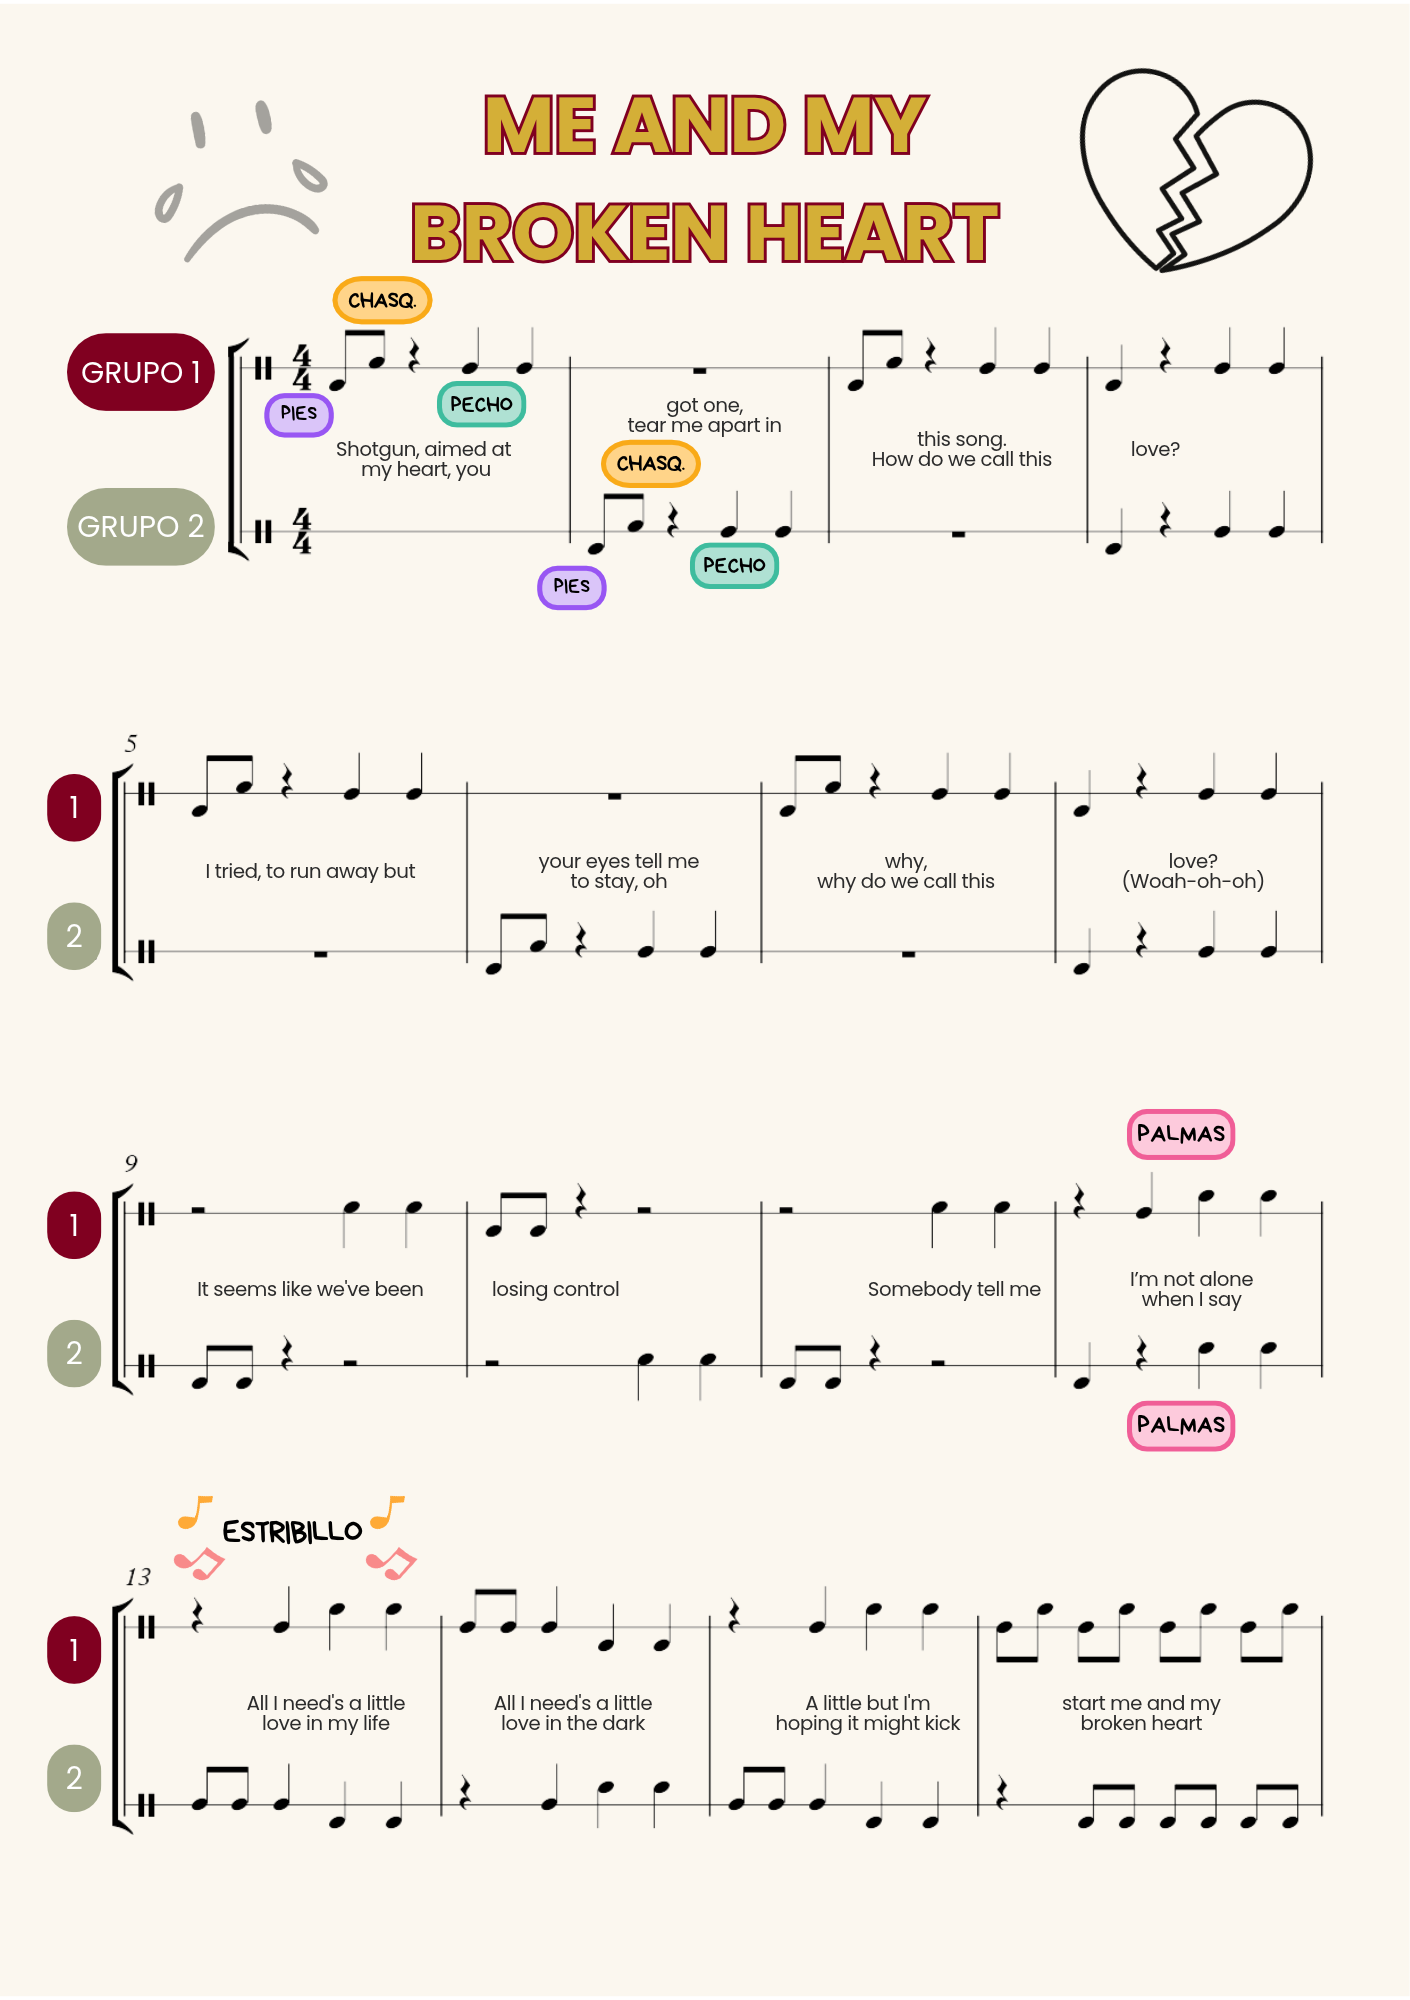 ME AND MY
BROKEN HEART
CHASQ.
GRUPO 1
4
4
PIES
PECHO
Shotgun, aimed at
my heart, you
got one,
tear me apart in
this song.
How do we call this
love?
CHASQ.
GRUPO 2
4
4
PIES
PECHO
5
1
I tried, to run away but
your eyes tell me
to stay, oh
why,
why do we call this
love?
(Woah-oh-oh)
2
PALMAS
9
1
It seems like we've been
losing control
Somebody tell me
I'm not alone
when I say
2
PALMAS
ESTRIBILLO
13
1
All I need's a little
love in my life
All I need's a little
love in the dark
A little but I'm
hoping it might kick
start me and my
broken heart
2